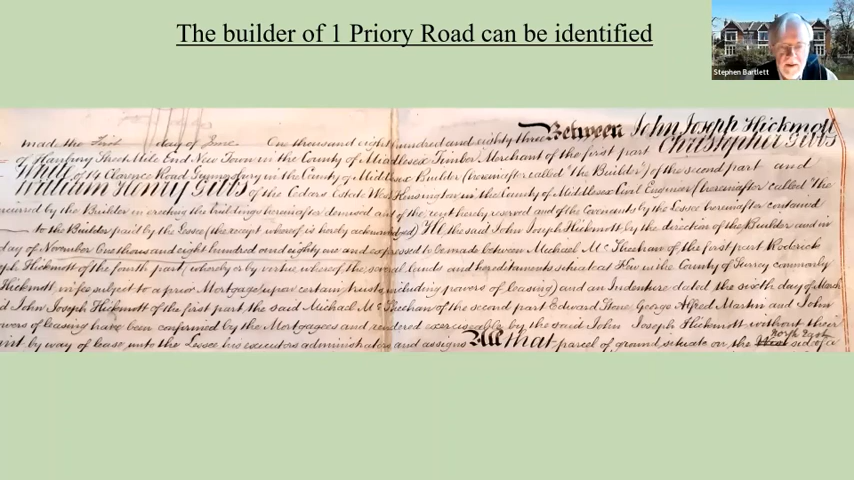 The builder of 1 Priory Road can be identified
Stephen Bartlett
Between John Joseph Hickmott
made the first day of June One thousand eight hundred and eighty three
of Hanbury Street Mile End New Town in the County of Middlesex Timber Merchant of the first part Christopher Gibbs
White of 14 Clarence Road Gunnersbury in the County of Middlesex Builder (hereinafter called "the Builder") of the second part and
William Henry Gibbs of the Cedars Estate West Kensington in the County of Middlesex Civil Engineer (hereinafter called "the
incurred by the Builder in erecting the buildings hereinafter demised and of the rent hereby reserved and of the Covenants by the Lessee hereinafter contained
to the Builder paid by the Lessee (the receipt whereof is hereby acknowledged) He the said John Joseph Hickmott by the direction of the Builder and in
day of November One thousand and eight hundred and eighty one and expressed to be made between Michael Mc Sheehan of the first part Roderick
Hickmott of the fourth part (whereby or by virtue whereof the several lands and hereditaments situate at Kew in the County of Surrey commonly
Hickmott in fee subject to a prior Mortgage upon certain trusts including powers of leasing) and an Indenture dated the sixth day of March
John Joseph Hickmott of the first part the said Michael Mc Sheehan of the second part Edward Stone, George Alfred Martin and John
powers of leasing have been confirmed by the Mortgagees and rendered exerciseable by the said John Joseph Hickmott without their
by way of lease unto the Lessee his executors administrators and assigns All that parcel of ground situate on the North East side of a